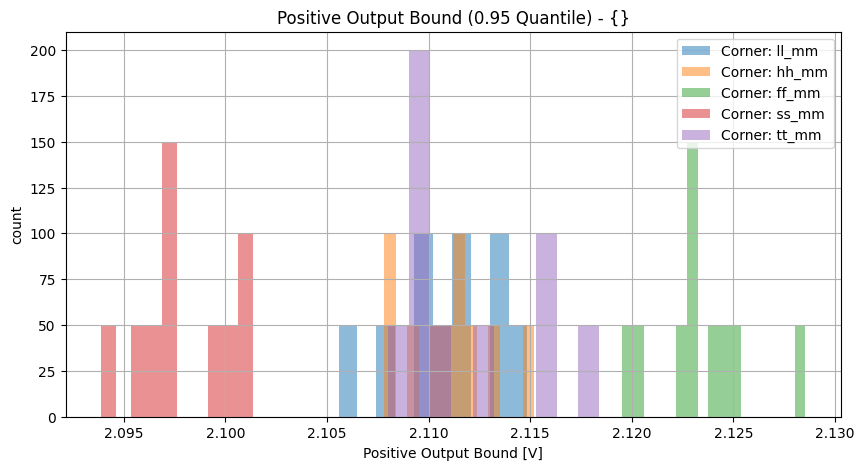 Positive Output Bound (0.95 Quantile) - {}
Corner: ll_mm
Corner: hh_mm
Corner: ff_mm
Corner: ss_mm
Corner: tt_mm
count
200
175
150
125
100
75
50
25
0
2.095 2.100 2.105 2.110 2.115 2.120 2.125 2.130
Positive Output Bound [V]